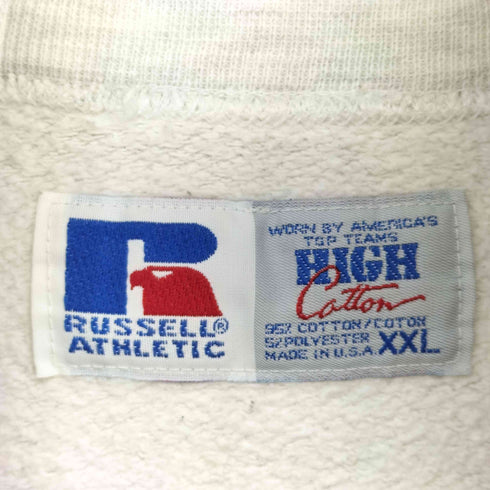 RUSSELL®
ATHLETIC
WORN BY AMERICA'S
TOP TEAMS
HIGH
Cotton
95% COTTON/COTON
5% POLYESTER
MADE IN U.S.A. XXL